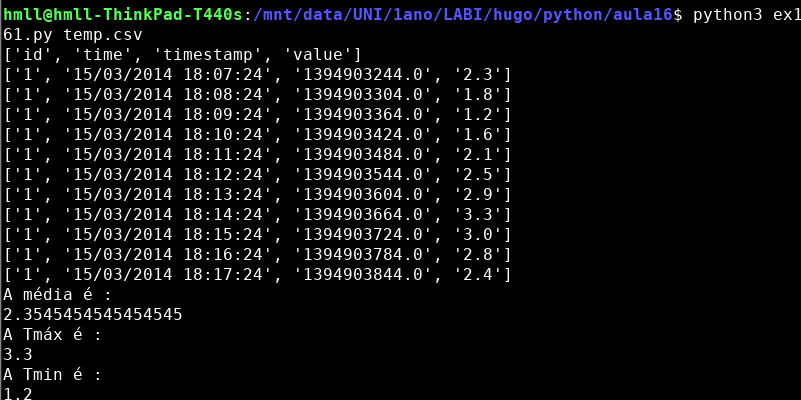 hmll@hmll-ThinkPad-T440s:/mnt/data/UNI/1ano/LABI/hugo/python/aula16$ python3 ex1
61.py temp.csv
['id', 'time', 'timestamp', 'value']
['1', '15/03/2014 18:07:24', '1394903244.0', '2.3']
['1', '15/03/2014 18:08:24', '1394903304.0', '1.8']
['1', '15/03/2014 18:09:24', '1394903364.0', '1.2']
['1', '15/03/2014 18:10:24', '1394903424.0', '1.6']
['1', '15/03/2014 18:11:24', '1394903484.0', '2.1']
['1', '15/03/2014 18:12:24', '1394903544.0', '2.5']
['1', '15/03/2014 18:13:24', '1394903604.0', '2.9']
['1', '15/03/2014 18:14:24', '1394903664.0', '3.3']
['1', '15/03/2014 18:15:24', '1394903724.0', '3.0']
['1', '15/03/2014 18:16:24', '1394903784.0', '2.8']
['1', '15/03/2014 18:17:24', '1394903844.0', '2.4']
A média é :
2.3545454545454545
A Tmáx é :
3.3
A Tmin é :
1.2